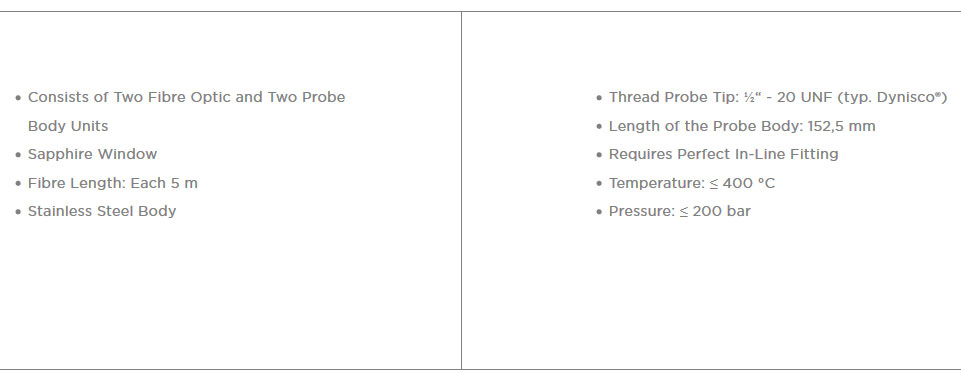 • Consists of Two Fibre Optic and Two Probe
Body Units
• Sapphire Window
• Fibre Length: Each 5 m
• Stainless Steel Body
• Thread Probe Tip: ½“ - 20 UNF (typ. Dynisco®)
• Length of the Probe Body: 152,5 mm
• Requires Perfect In-Line Fitting
• Temperature: ≤ 400 °C
• Pressure: ≤ 200 bar